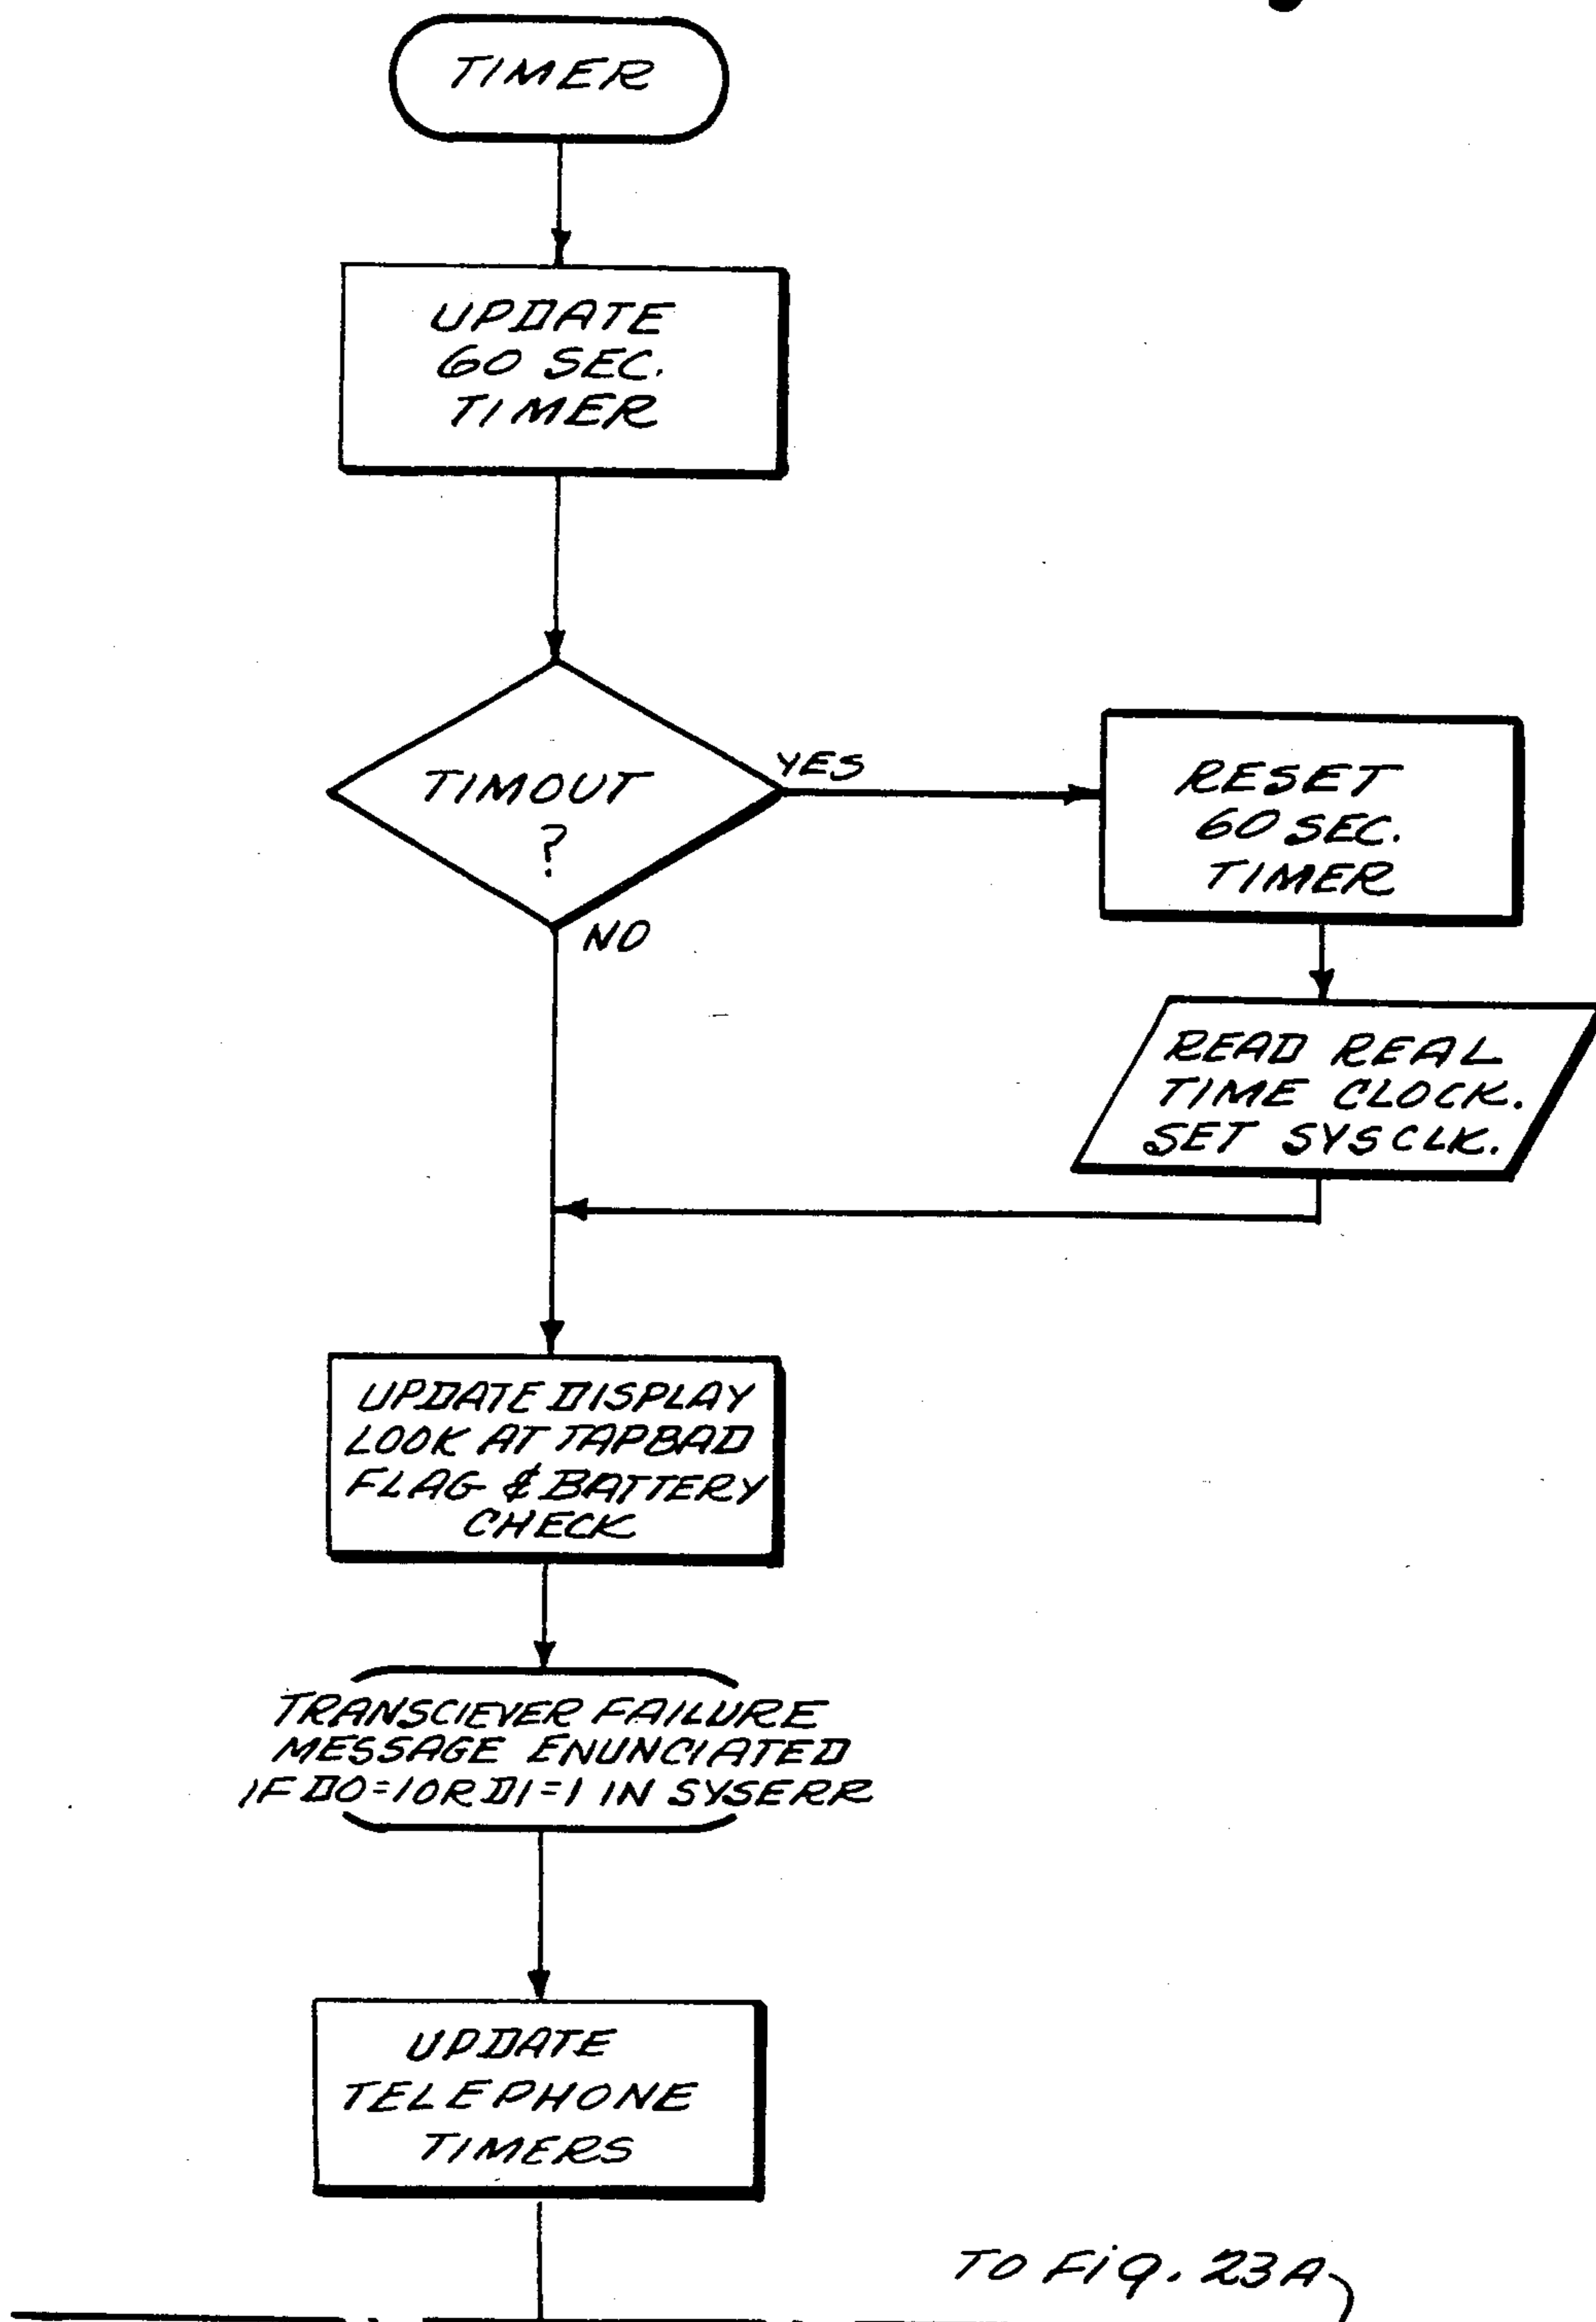 TIMER
UPDATE
60 SEC.
TIMER
TIMOUT
?
YES
NO
RESET
60 SEC.
TIMER
READ REAL
TIME CLOCK.
SET SYSCLK.
UPDATE DISPLAY
LOOK AT TAPBAD
FLAG & BATTERY
CHECK
TRANSCIEVER FAILURE
MESSAGE ENUNCIATED
IF D0=1 OR D1=1 IN SYSERR
UPDATE
TELEPHONE
TIMERS
TO Fig. 23A